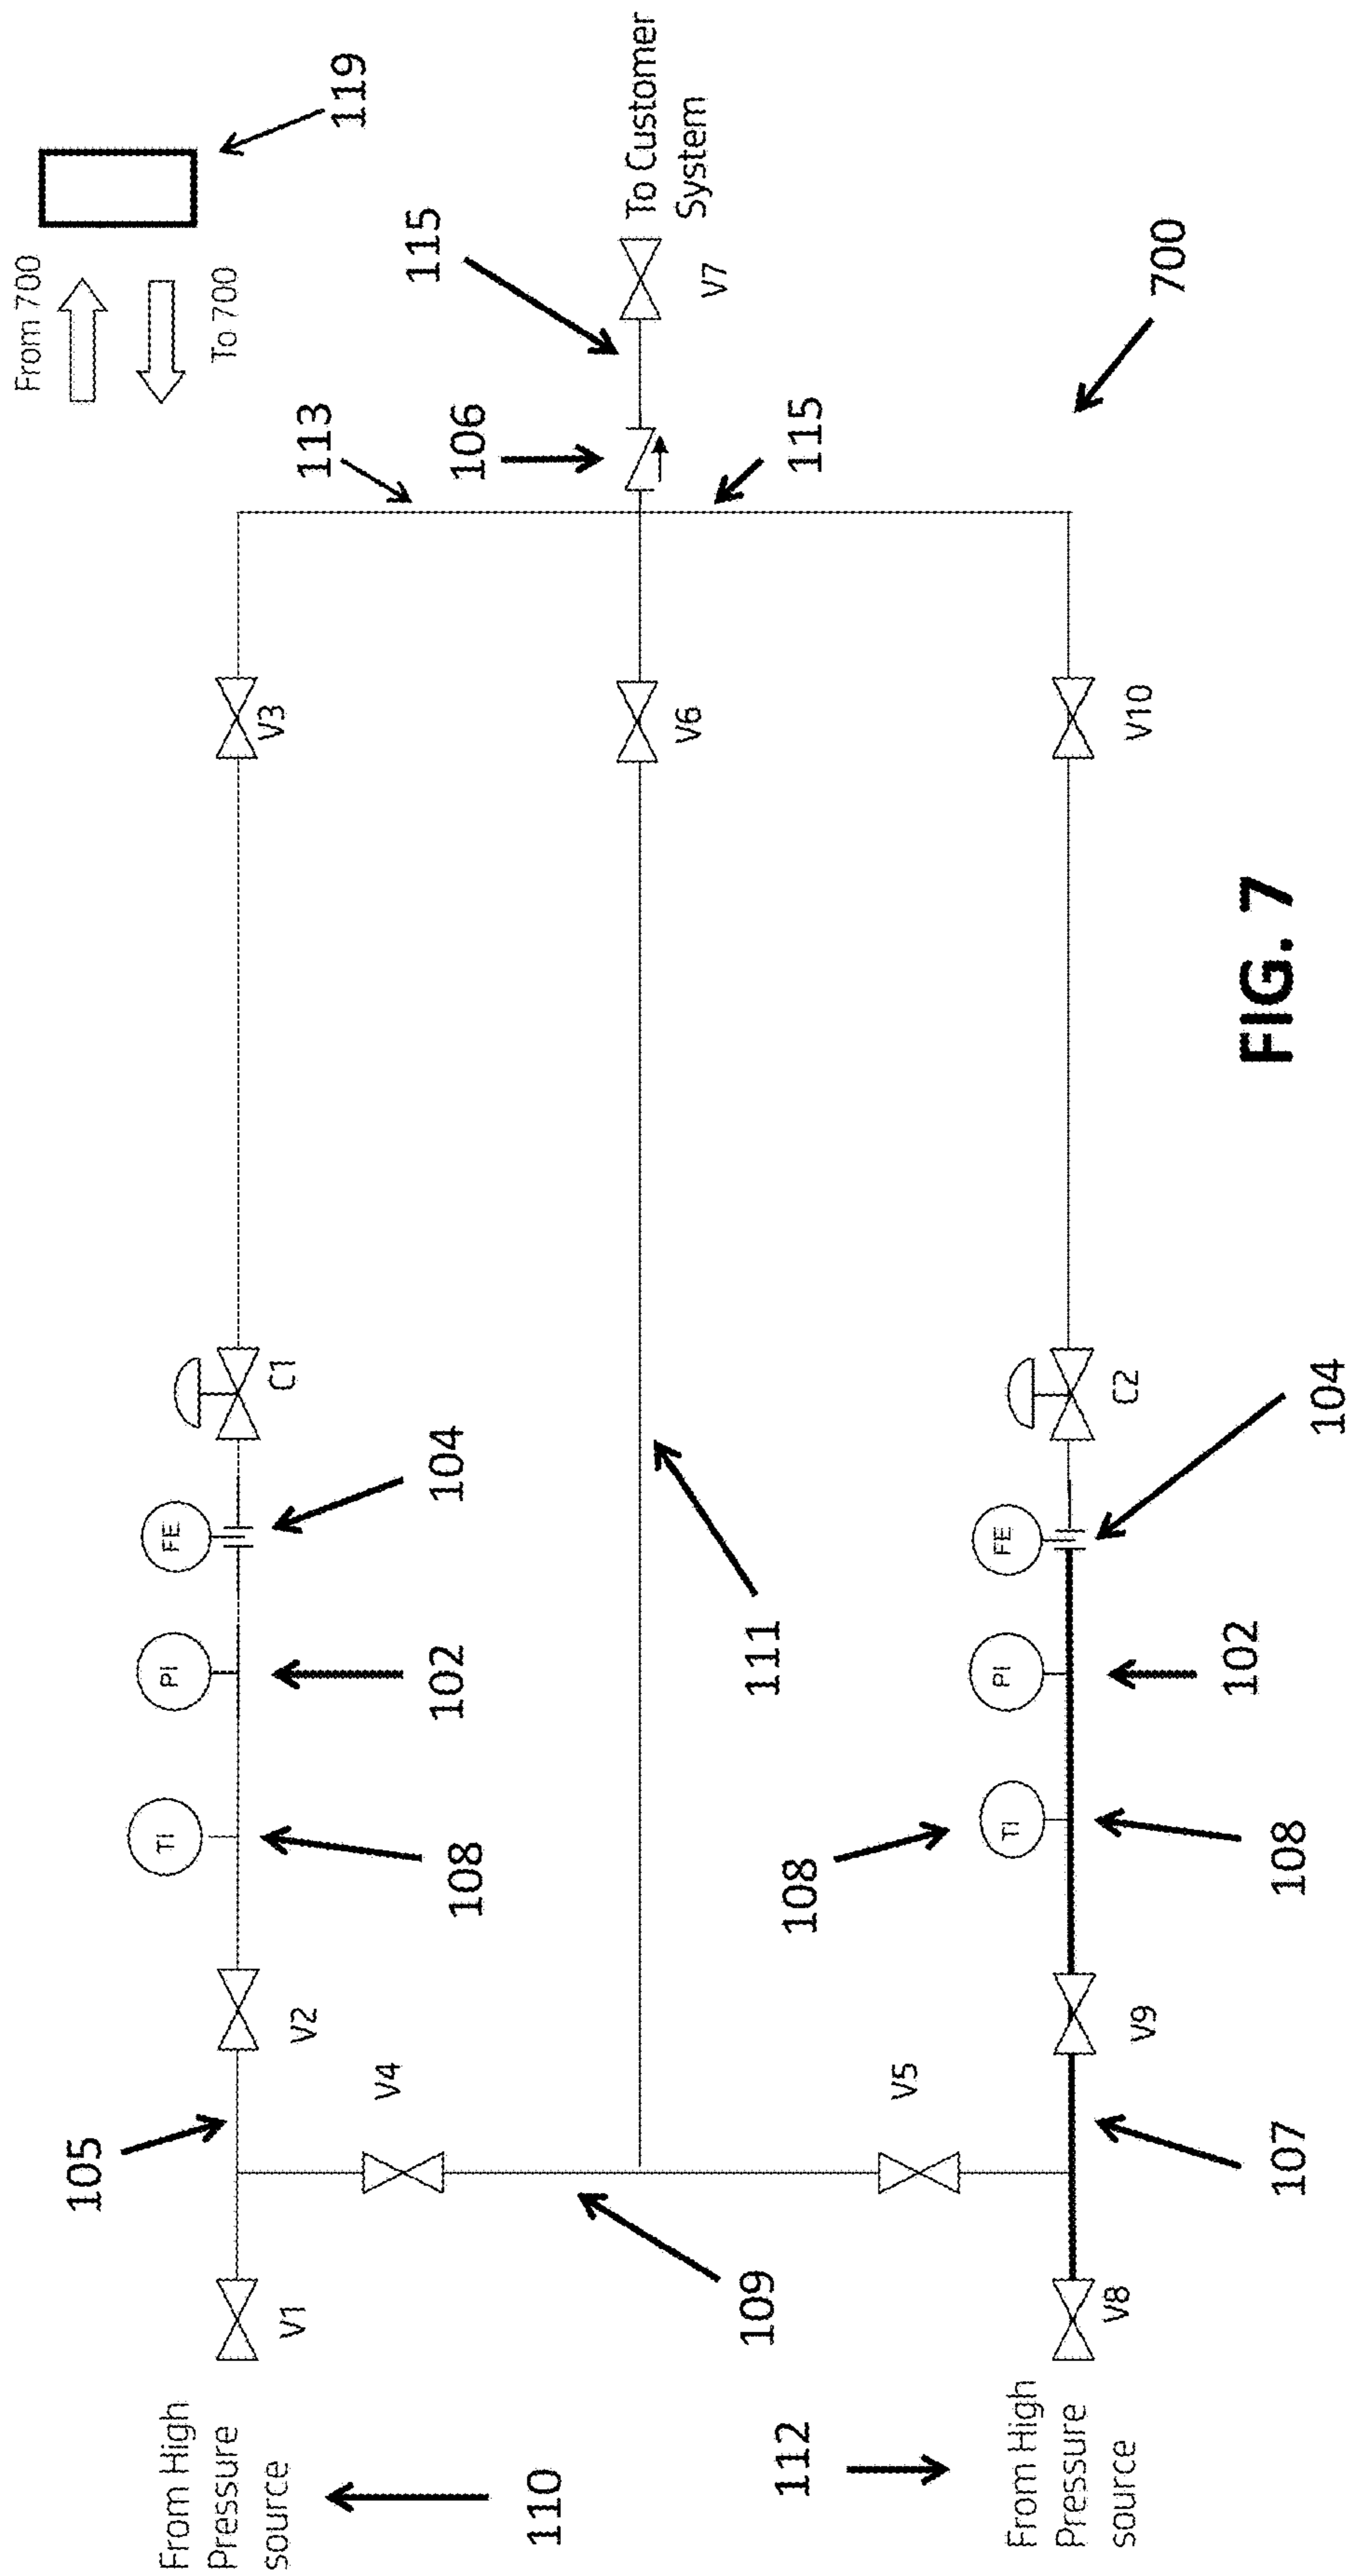 From 700
To 700
119
To Customer
System
115
V7
113
106
115
700
V3
V6
V10
C1
C2
104
104
FE
FE
PI
PI
102
102
111
TI
TI
108
108
108
V2
V9
V4
V5
105
107
109
V1
V8
From High
Pressure
source
110
112
From High
Pressure
source
FIG. 7